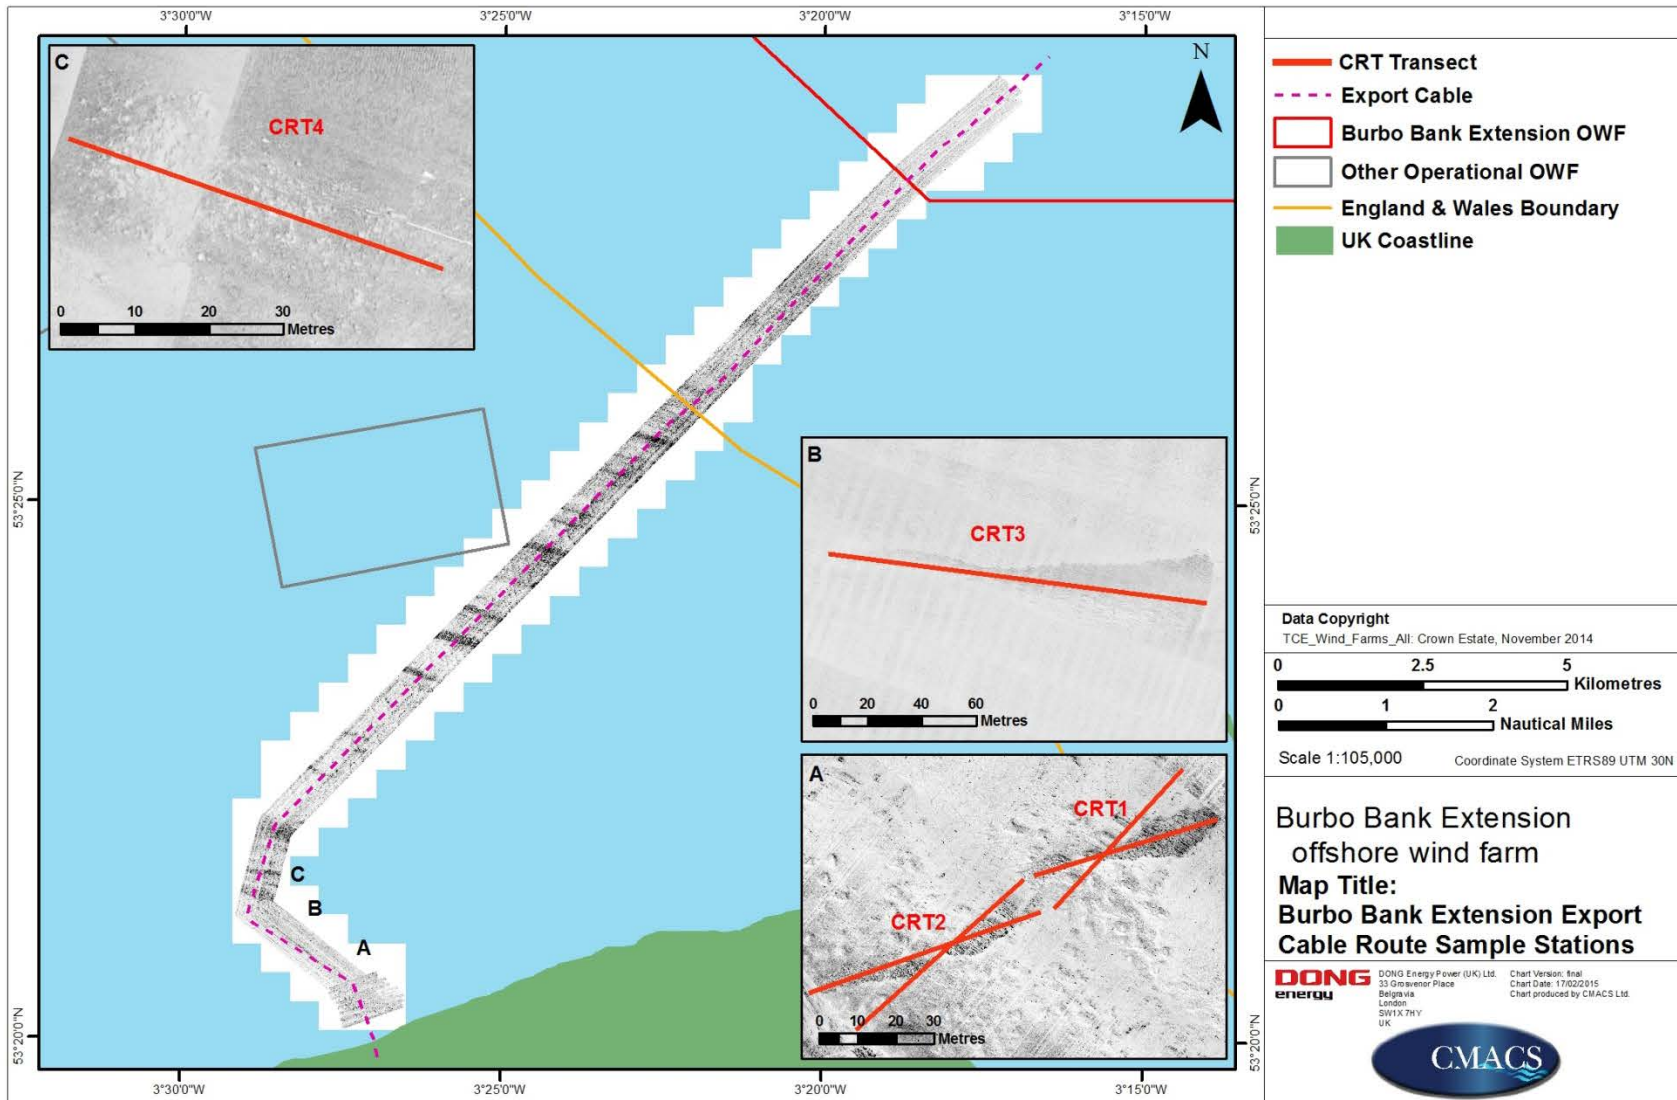 3°30'0"W
3°25'0"W
3°20'0"W
3°15'0"W
C
CRT4
0 10 20 30
Metres
N
53°25'0"N
53°25'0"N
B
CRT3
0 20 40 60
Metres
A
CRT1
CRT2
0 10 20 30
Metres
C
B
A
53°20'0"N
53°20'0"N
3°30'0"W
3°25'0"W
3°20'0"W
3°15'0"W
CRT Transect
Export Cable
Burbo Bank Extension OWF
Other Operational OWF
England & Wales Boundary
UK Coastline
Data Copyright
TCE_Wind_Farms_All: Crown Estate, November 2014
0 2.5 5
Kilometres
0 1 2
Nautical Miles
Scale 1:105,000
Coordinate System ETRS89 UTM 30N
Burbo Bank Extension
offshore wind farm
Map Title:
Burbo Bank Extension Export
Cable Route Sample Stations
DONG
energy
DONG Energy Power (UK) Ltd.
33 Grosvenor Place
Belgravia
London
SW1X 7HY
UK
Chart Version: final
Chart Date: 17/02/2015
Chart produced by CMACS Ltd.
CMACS